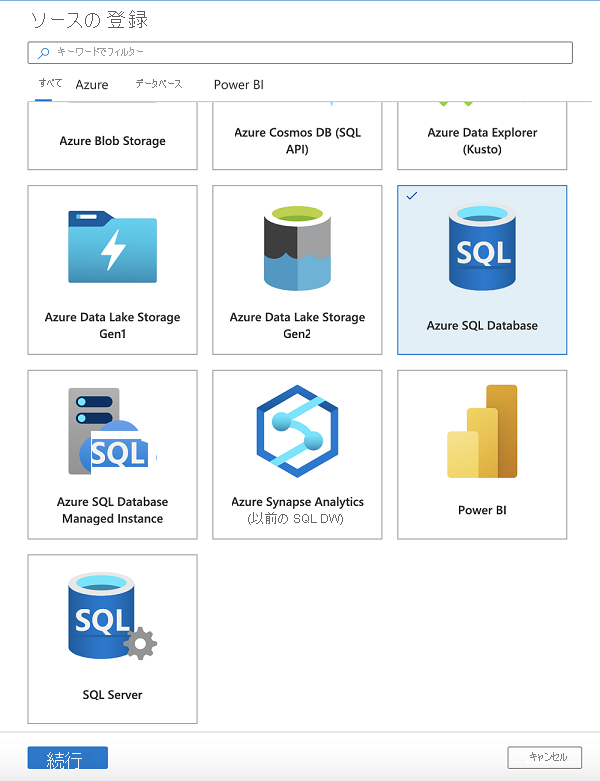 ソースの 登録
キーワードでフィルター
すべて Azure データベース Power BI
Azure Blob Storage
Azure Cosmos DB (SQL
API)
Azure Data Explorer
(Kusto)
Azure Data Lake Storage
Gen1
Azure Data Lake Storage
Gen2
SQL
Azure SQL Database
SQL
Azure SQL Database
Managed Instance
Azure Synapse Analytics
(以前の SQL DW)
Power BI
SQL
SQL Server
続行
キャンセル